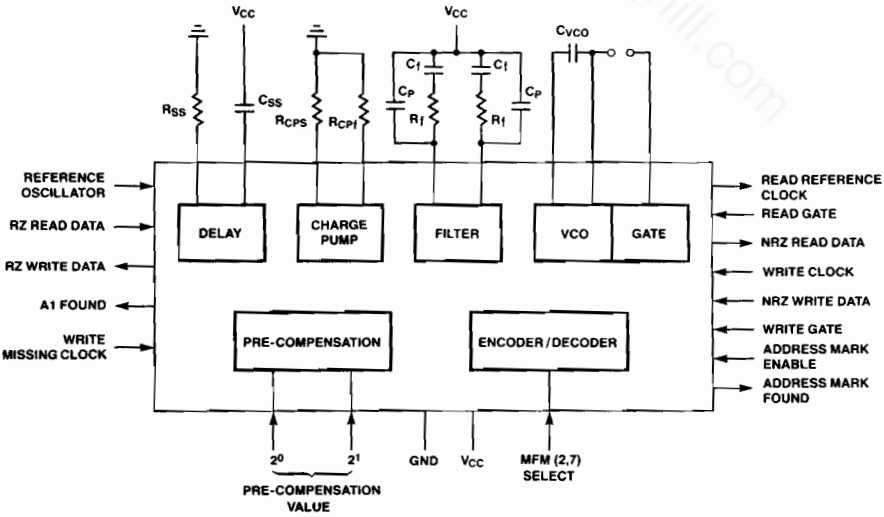 VCC
VCC
VCC
CVCO
Cf
Cf
CP
CP
RSS
CSS
RCPS
RCPf
Rf
Rf
REFERENCE
OSCILLATOR
RZ READ DATA
RZ WRITE DATA
A1 FOUND
WRITE
MISSING CLOCK
DELAY
CHARGE
PUMP
FILTER
VCO
GATE
PRE-COMPENSATION
ENCODER/DECODER
READ REFERENCE
CLOCK
READ GATE
NRZ READ DATA
WRITE CLOCK
NRZ WRITE DATA
WRITE GATE
ADDRESS MARK
ENABLE
ADDRESS MARK
FOUND
2⁰
2¹
GND
VCC
MFM (2,7)
SELECT
PRE-COMPENSATION
VALUE